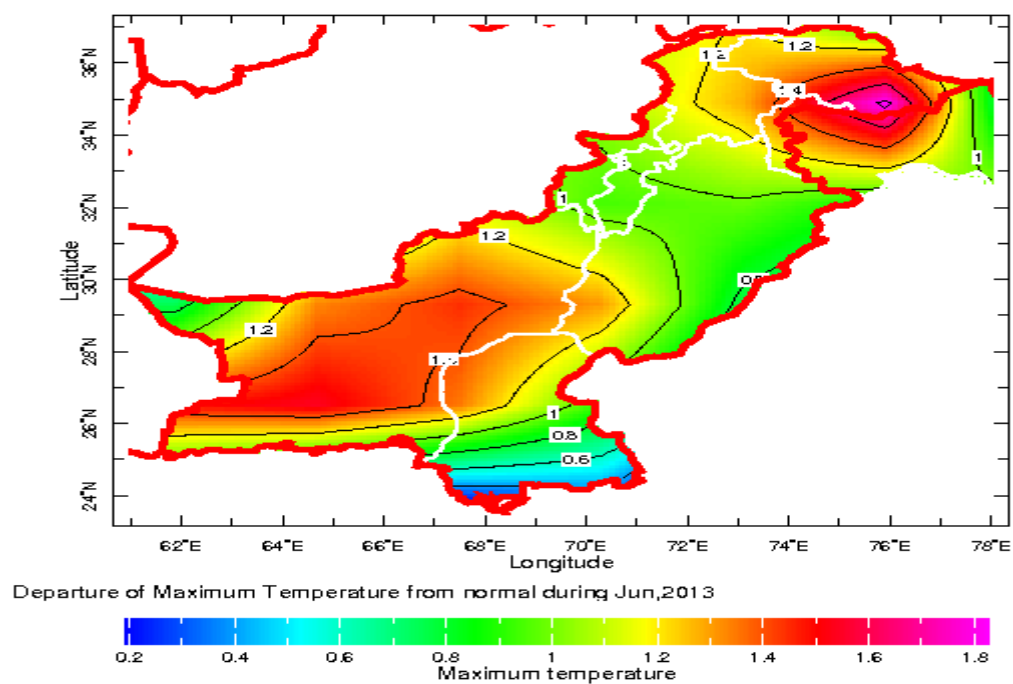 1.2
1.2
1.4
36°N
34°N
32°N
30°N
28°N
26°N
24°N
Latitude
1
1
1.2
1.2
1
0.8
0.6
62°E 64°E 66°E 68°E 70°E 72°E 74°E 76°E 78°E
Longitude
Departure of Maximum Temperature from normal during Jun,2013
0.2 0.4 0.6 0.8 1 1.2 1.4 1.6 1.8
Maximum temperature